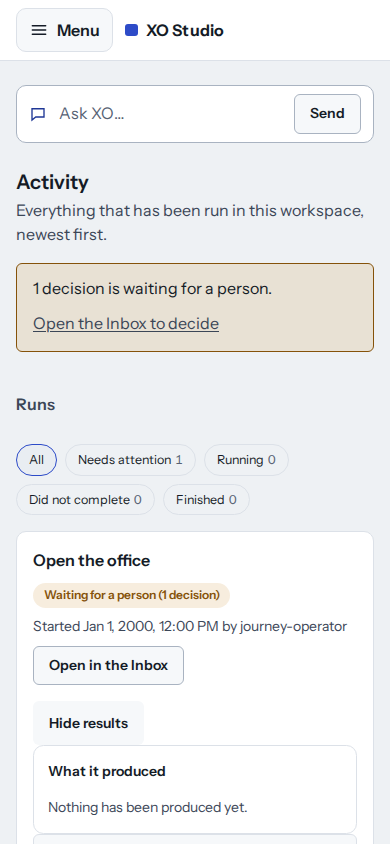 Menu
XO Studio
Ask XO...
Send
Activity
Everything that has been run in this workspace,
newest first.
1 decision is waiting for a person.
Open the Inbox to decide
Runs
All
Needs attention 1
Running 0
Did not complete 0
Finished 0
Open the office
Waiting for a person (1 decision)
Started Jan 1, 2000, 12:00 PM by journey-operator
Open in the Inbox
Hide results
What it produced
Nothing has been produced yet.